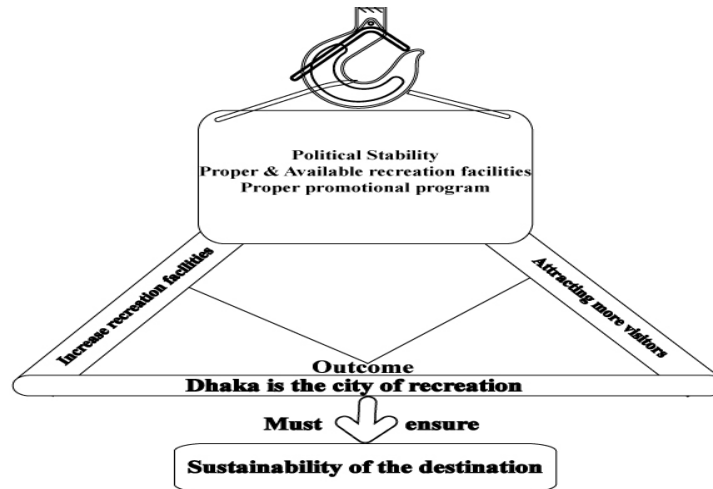 Political Stability
Proper & Available recreation facilities
Proper promotional program
Increase recreation facilities
Attracting more visitors
Outcome
Dhaka is the city of recreation
Must ensure
Sustainability of the destination